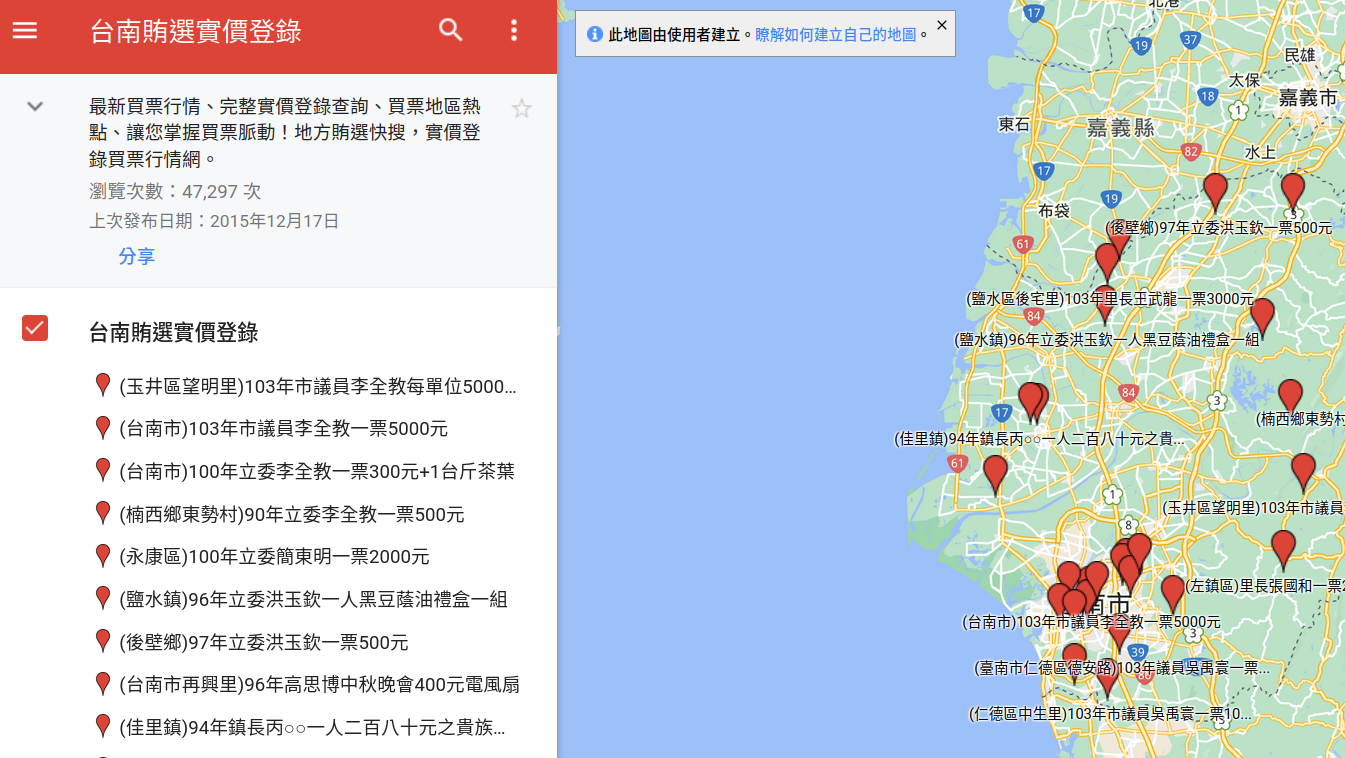 台南賄選實價登錄
最新買票行情、完整實價登錄查詢、買票地區熱
點、讓您掌握買票脈動！地方賄選快搜，實價登
錄買票行情網。
瀏覽次數：47,297 次
上次發布日期：2015年12月17日
分享
台南賄選實價登錄
(玉井區望明里)103年市議員李全教每單位5000...
(台南市)103年市議員李全教一票5000元
(台南市)100年立委李全教一票300元+1台斤茶葉
(楠西鄉東勢村)90年立委李全教一票500元
(永康區)100年立委簡東明一票2000元
(鹽水鎮)96年立委洪玉欽一人黑豆蔭油禮盒一組
(後壁鄉)97年立委洪玉欽一票500元
(台南市再興里)96年高思博中秋晚會400元電風扇
(佳里鎮)94年鎮長丙○○一人二百八十元之貴族...
此地圖由使用者建立。瞭解如何建立自己的地圖。
17
北港
19
37
民雄
太保
18
嘉義市
1
東石
嘉義縣
82
水上
17
19
布袋
3
(後壁鄉)97年立委洪玉欽一票500元
61
(鹽水區後宅里)103年里長王武龍一票3000元
84
(鹽水鎮)96年立委洪玉欽一人黑豆蔭油禮盒一組
84
3
17
(楠西鄉東勢村
(佳里鎮)94年鎮長丙○○一人二百八十元之貴...
61
1
(玉井區望明里)103年市議員
8
(左鎮區)里長張國和一票2
南市
(台南市)103年市議員李全教一票5000元
3
39
(臺南市仁德區德安路)103年議員吳禹寰一票...
86
(仁德區中生里)103年市議員吳禹寰一票10...
3